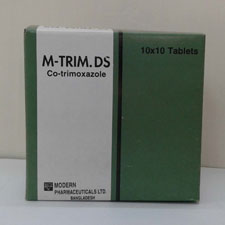 M-TRIM.DS
Co-trimoxazole
10x10 Tablets
MODERN
PHARMACEUTICALS LTD.
BANGLADESH